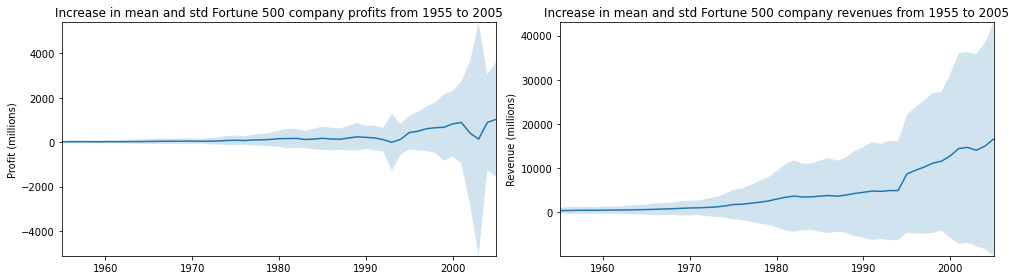 Increase in mean and std Fortune 500 company profits from 1955 to 2005
Profit (millions)
4000
2000
0
−2000
−4000
1960 1970 1980 1990 2000
Increase in mean and std Fortune 500 company revenues from 1955 to 2005
Revenue (millions)
40000
30000
20000
10000
0
1960 1970 1980 1990 2000